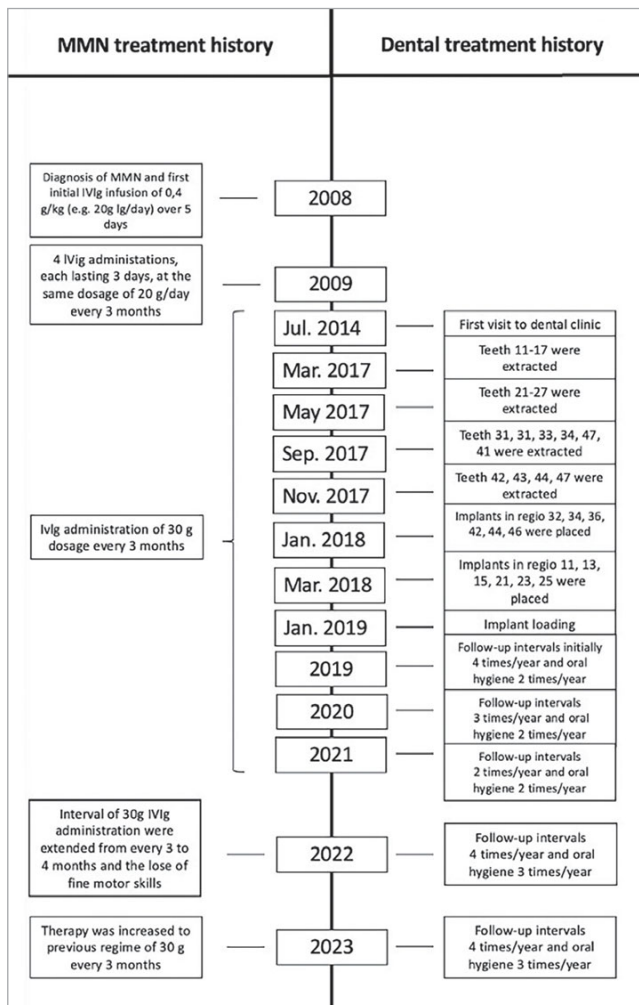 MMN treatment history
Dental treatment history
Diagnosis of MMN and first
initial IVIg infusion of 0,4
g/kg (e.g. 20g Ig/day) over 5
days
2008
4 IVig administations,
each lasting 3 days, at the
same dosage of 20 g/day
every 3 months
2009
Jul. 2014
First visit to dental clinic
Mar. 2017
Teeth 11-17 were
extracted
May 2017
Teeth 21-27 were
extracted
Sep. 2017
Teeth 31, 31, 33, 34, 47,
41 were extracted
Nov. 2017
Teeth 42, 43, 44, 47 were
extracted
IvIg administration of 30 g
dosage every 3 months
Jan. 2018
Implants in regio 32, 34, 36,
42, 44, 46 were placed
Mar. 2018
Implants in regio 11, 13,
15, 21, 23, 25 were
placed
Jan. 2019
Implant loading
2019
Follow-up intervals initially
4 times/year and oral
hygiene 2 times/year
2020
Follow-up intervals
3 times/year and oral
hygiene 2 times/year
2021
Follow-up intervals
2 times/year and oral
hygiene 2 times/year
Interval of 30g IVIg
administration were
extended from every 3 to
4 months and the lose of
fine motor skills
2022
Follow-up intervals
4 times/year and oral
hygiene 3 times/year
Therapy was increased to
previous regime of 30 g
every 3 months
2023
Follow-up intervals
4 times/year and oral
hygiene 3 times/year